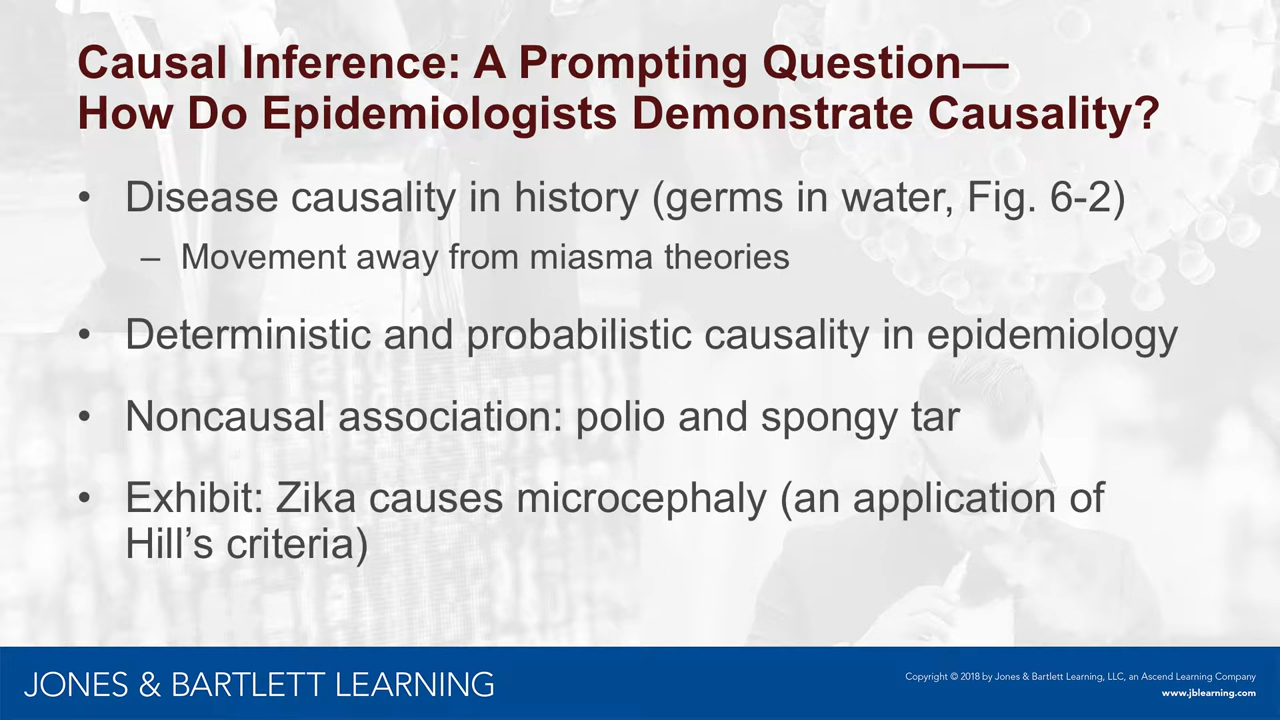 Causal Inference: A Prompting Question—
How Do Epidemiologists Demonstrate Causality?
• Disease causality in history (germs in water, Fig. 6-2)
– Movement away from miasma theories
• Deterministic and probabilistic causality in epidemiology
• Noncausal association: polio and spongy tar
• Exhibit: Zika causes microcephaly (an application of
Hill’s criteria)
JONES & BARTLETT LEARNING
Copyright © 2018 by Jones & Bartlett Learning, LLC, an Ascend Learning Company
www.jblearning.com